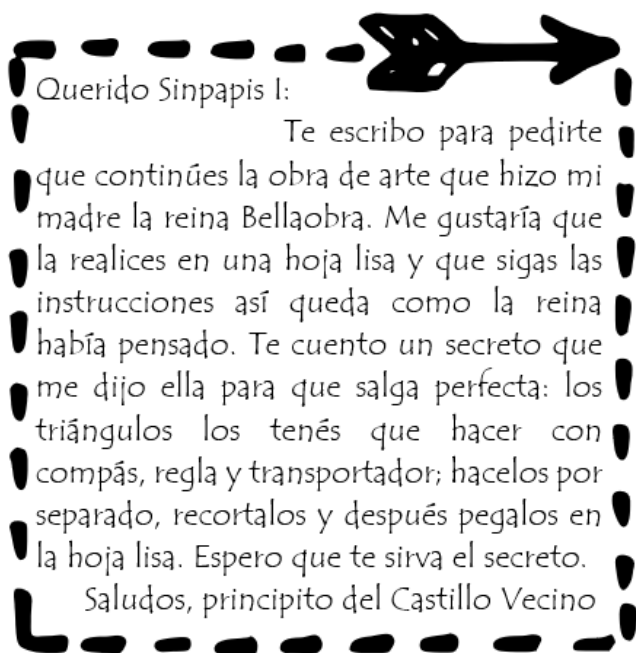 Querido Sinpapis I:
Te escribo para pedirte
que continúes la obra de arte que hizo mi
madre la reina Bellaobra. Me gustaría que
la realices en una hoja lisa y que sigas las
instrucciones así queda como la reina
había pensado. Te cuento un secreto que
me dijo ella para que salga perfecta: los
triángulos los tenés que hacer con
compás, regla y transportador; hacelos por
separado, recortalos y después pegalos en
la hoja lisa. Espero que te sirva el secreto.
Saludos, principito del Castillo Vecino